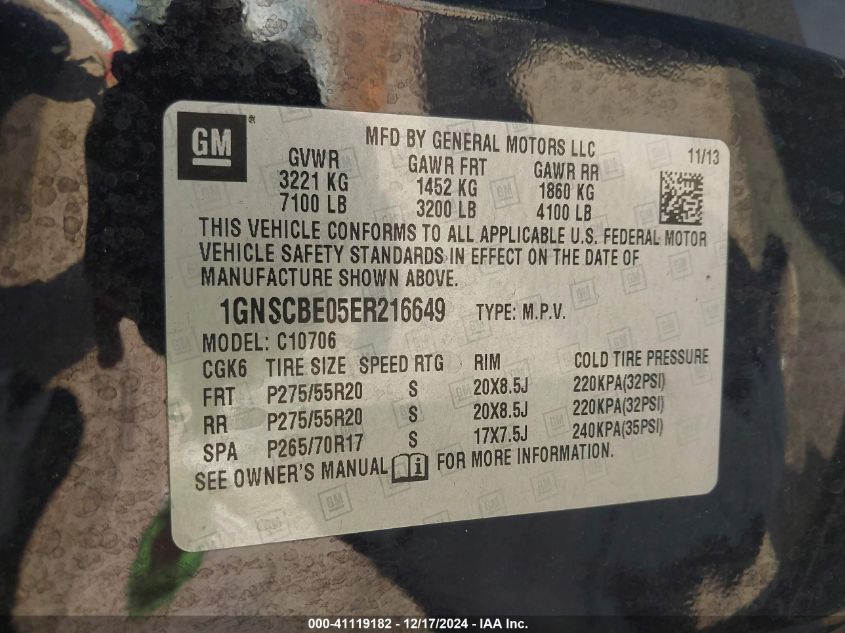 GM®
MFD BY GENERAL MOTORS LLC
11/13
GVWR GAWR FRT GAWR RR
3221 KG 1452 KG 1860 KG
7100 LB 3200 LB 4100 LB
THIS VEHICLE CONFORMS TO ALL APPLICABLE U.S. FEDERAL MOTOR
VEHICLE SAFETY STANDARDS IN EFFECT ON THE DATE OF
MANUFACTURE SHOWN ABOVE.
1GNSCBE05ER216649 TYPE: M.P.V.
MODEL: C10706
CGK6 TIRE SIZE SPEED RTG RIM COLD TIRE PRESSURE
FRT P275/55R20 S 20X8.5J 220KPA(32PSI)
RR P275/55R20 S 20X8.5J 220KPA(32PSI)
SPA P265/70R17 S 17X7.5J 240KPA(35PSI)
SEE OWNER'S MANUAL i FOR MORE INFORMATION.
000-41119182 - 12/17/2024 - IAA Inc.